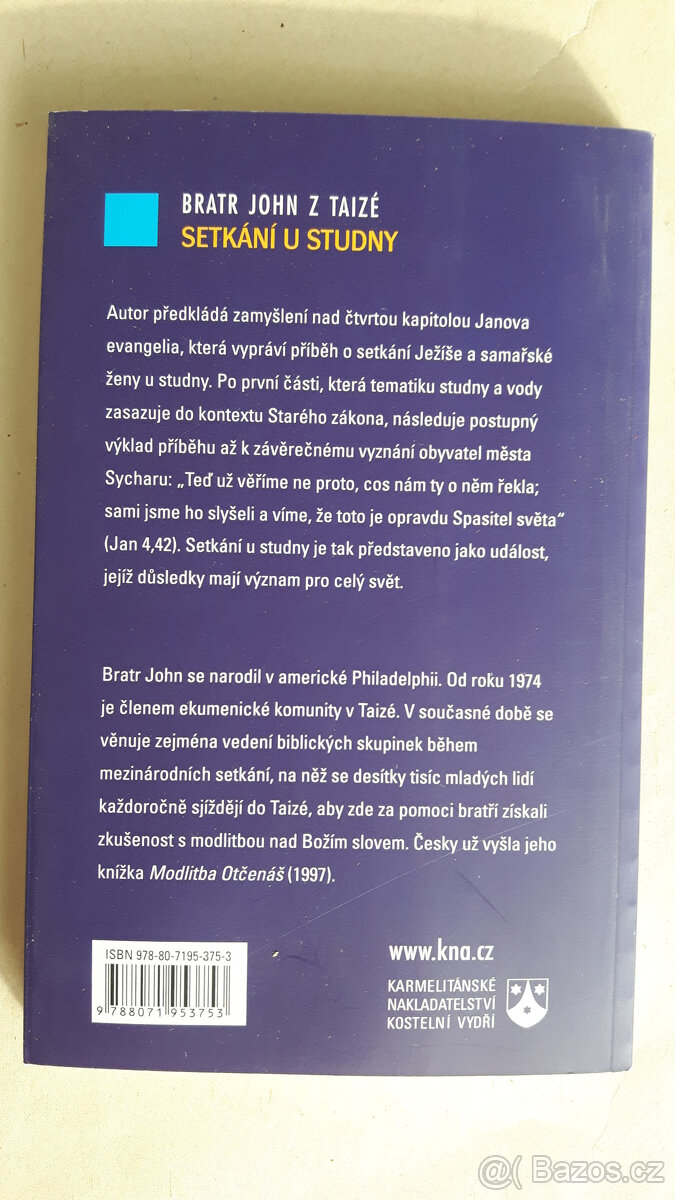 BRATR JOHN Z TAIZÉ
SETKÁNÍ U STUDNY
Autor předkládá zamyšlení nad čtvrtou kapitolou Janova
evangelia, která vypráví příběh o setkání Ježíše a samařské
ženy u studny. Po první části, která tematiku studny a vody
zasazuje do kontextu Starého zákona, následuje postupný
výklad příběhu až k závěrečnému vyznání obyvatel města
Sycharu: „Teď už věříme ne proto, cos nám ty o něm řekla;
sami jsme ho slyšeli a víme, že toto je opravdu Spasitel světa“
(Jan 4,42). Setkání u studny je tak představeno jako událost,
jejíž důsledky mají význam pro celý svět.
Bratr John se narodil v americké Philadelphii. Od roku 1974
je členem ekumenické komunity v Taizé. V současné době se
věnuje zejména vedení biblických skupinek během
mezinárodních setkání, na něž se desítky tisíc mladých lidí
každoročně sjíždějí do Taizé, aby zde za pomoci bratří získali
zkušenost s modlitbou nad Božím slovem. Česky už vyšla jeho
knížka Modlitba Otčenáš (1997).
ISBN 978-80-7195-375-3
9 788071 953753
www.kna.cz
KARMELITÁNSKÉ
NAKLADATELSTVÍ
KOSTELNÍ VYDŘÍ
@( Bazos.cz